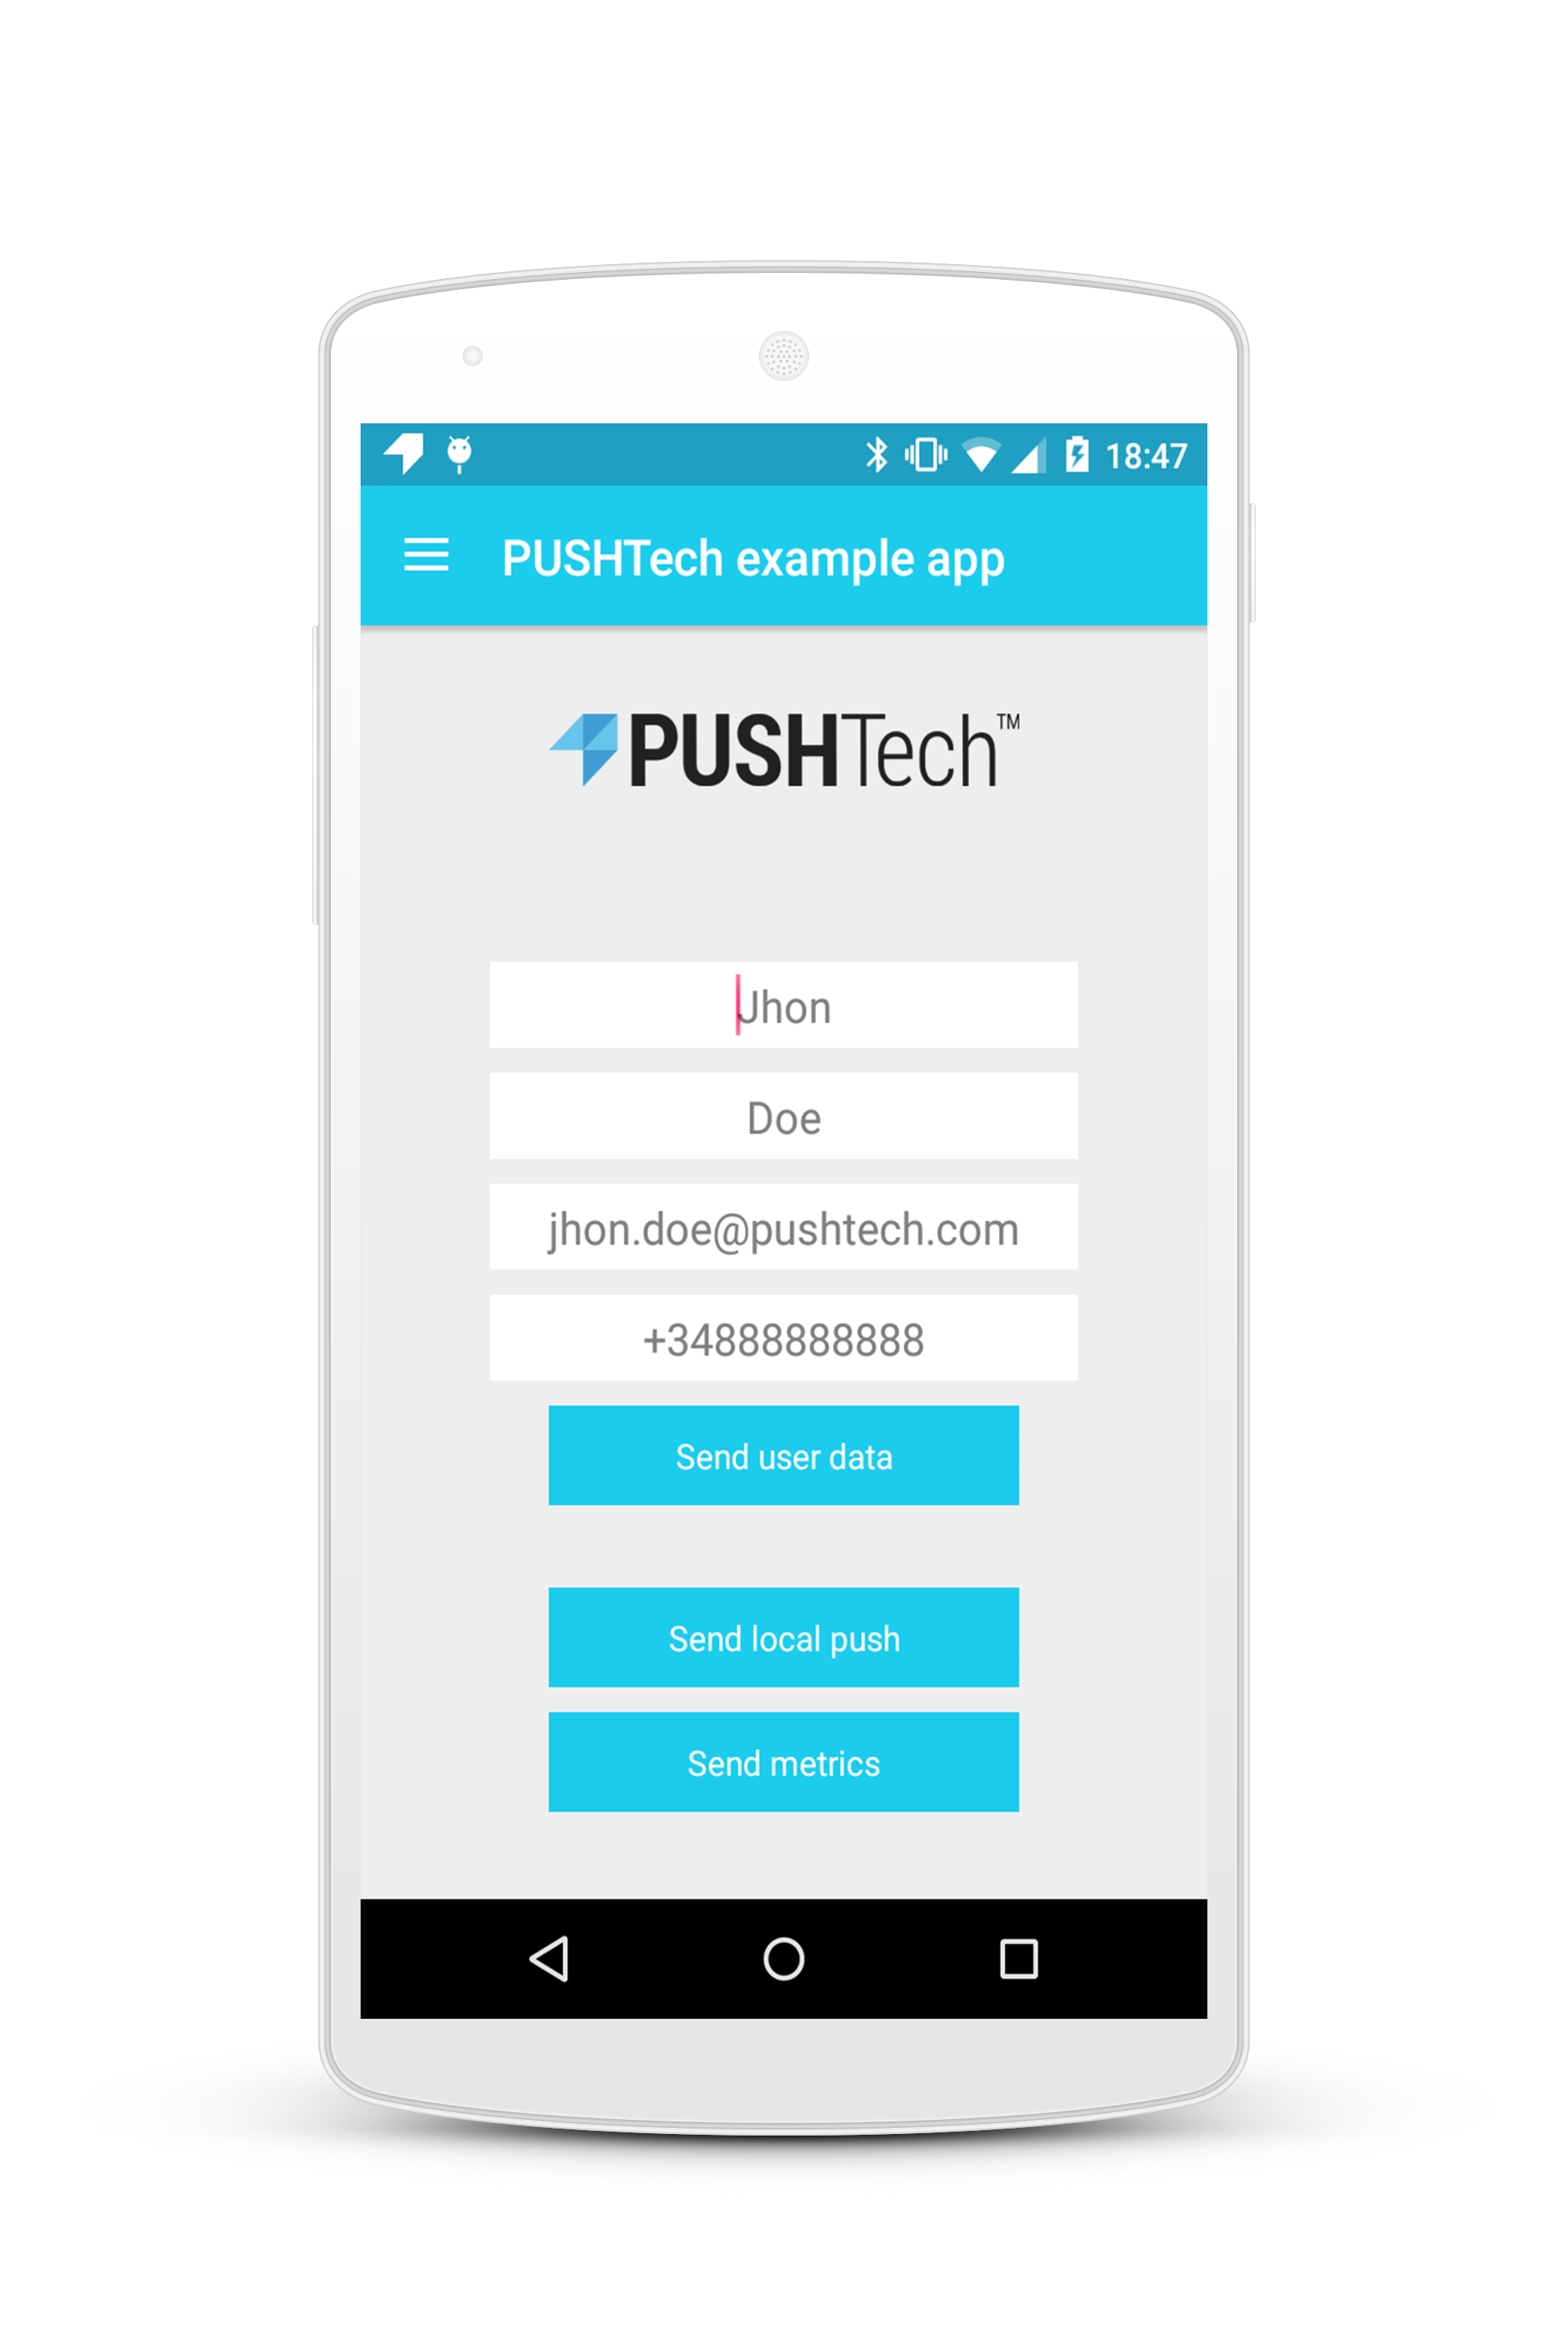 18:47
PUSHTech example app
PUSHTech™
Jhon
Doe
jhon.doe@pushtech.com
+34888888888
Send user data
Send local push
Send metrics